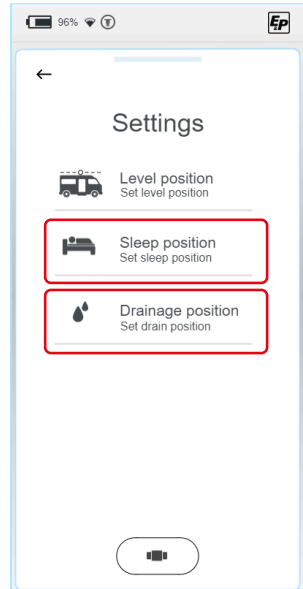 96%
EP
Settings
Level position
Set level position
Sleep position
Set sleep position
Drainage position
Set drain position